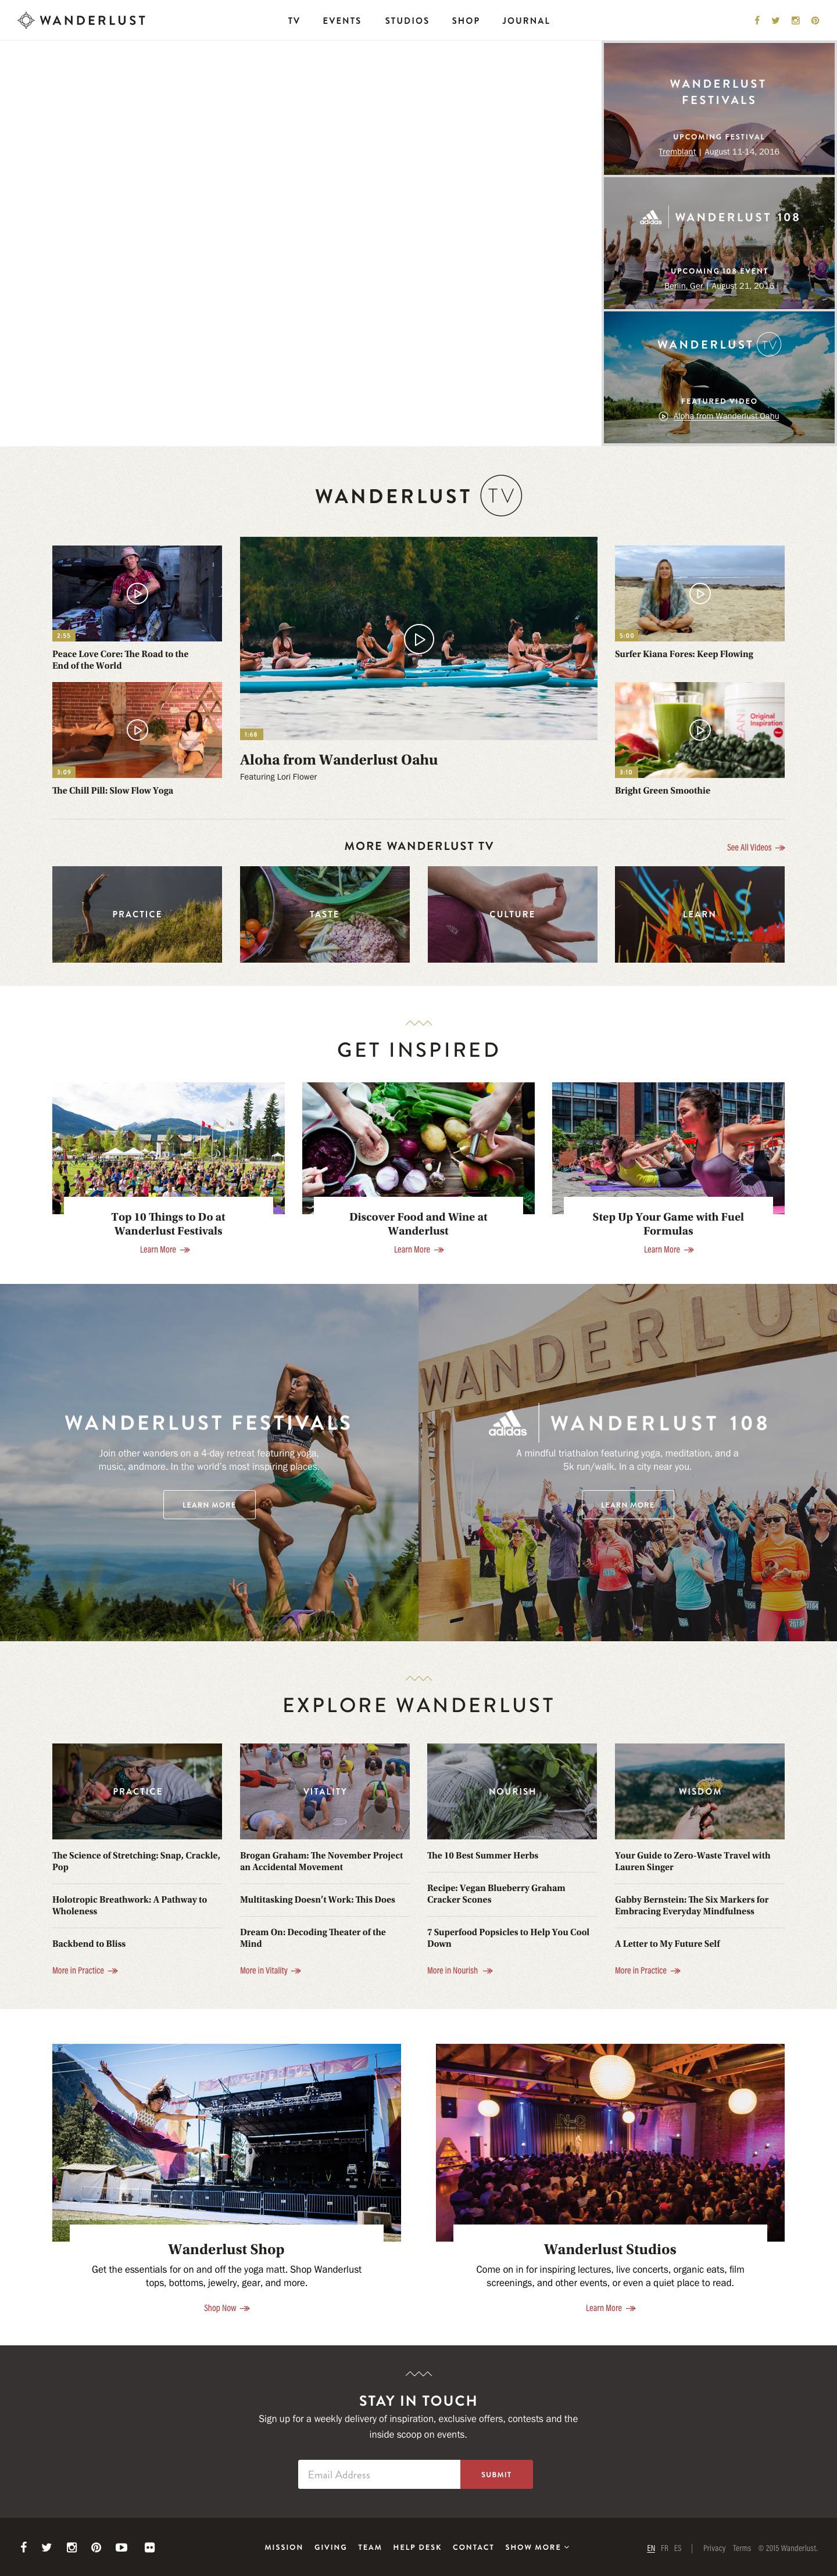 WANDERLUST
TV EVENTS STUDIOS SHOP JOURNAL
WANDERLUST
FESTIVALS
UPCOMING FESTIVAL
Tremblant | August 11-14, 2016
adidas WANDERLUST 108
UPCOMING 108 EVENT
Berlin, Ger | August 21, 2016
WANDERLUST TV
FEATURED VIDEO
Aloha from Wanderlust Oahu
WANDERLUST TV
2:55
Peace Love Core: The Road to the
End of the World
3:09
The Chill Pill: Slow Flow Yoga
1:68
Aloha from Wanderlust Oahu
Featuring Lori Flower
5:00
Surfer Kiana Fores: Keep Flowing
Original
Inspiration
3:10
Bright Green Smoothie
MORE WANDERLUST TV
See All Videos
PRACTICE
TASTE
CULTURE
LEARN
GET INSPIRED
Top 10 Things to Do at
Wanderlust Festivals
Learn More
Discover Food and Wine at
Wanderlust
Learn More
Step Up Your Game with Fuel
Formulas
Learn More
WANDERLUST FESTIVALS
Join other wanders on a 4-day retreat featuring yoga,
music, andmore. In the world's most inspiring places.
LEARN MORE
WANDERLU
adidas WANDERLUST 108
A mindful triathalon featuring yoga, meditation, and a
5k run/walk. In a city near you.
LEARN MORE
EXPLORE WANDERLUST
PRACTICE
The Science of Stretching: Snap, Crackle,
Pop
Holotropic Breathwork: A Pathway to
Wholeness
Backbend to Bliss
More in Practice
VITALITY
Brogan Graham: The November Project
an Accidental Movement
Multitasking Doesn't Work: This Does
Dream On: Decoding Theater of the
Mind
More in Vitality
NOURISH
The 10 Best Summer Herbs
Recipe: Vegan Blueberry Graham
Cracker Scones
7 Superfood Popsicles to Help You Cool
Down
More in Nourish
WISDOM
Your Guide to Zero-Waste Travel with
Lauren Singer
Gabby Bernstein: The Six Markers for
Embracing Everyday Mindfulness
A Letter to My Future Self
More in Practice
Wanderlust Shop
Get the essentials for on and off the yoga matt. Shop Wanderlust
tops, bottoms, jewelry, gear, and more.
Shop Now
Wanderlust Studios
Come on in for inspiring lectures, live concerts, organic eats, film
screenings, and other events, or even a quiet place to read.
Learn More
STAY IN TOUCH
Sign up for a weekly delivery of inspiration, exclusive offers, contests and the
inside scoop on events.
Email Address
SUBMIT
MISSION GIVING TEAM HELP DESK CONTACT SHOW MORE
EN FR ES | Privacy Terms © 2015 Wanderlust.